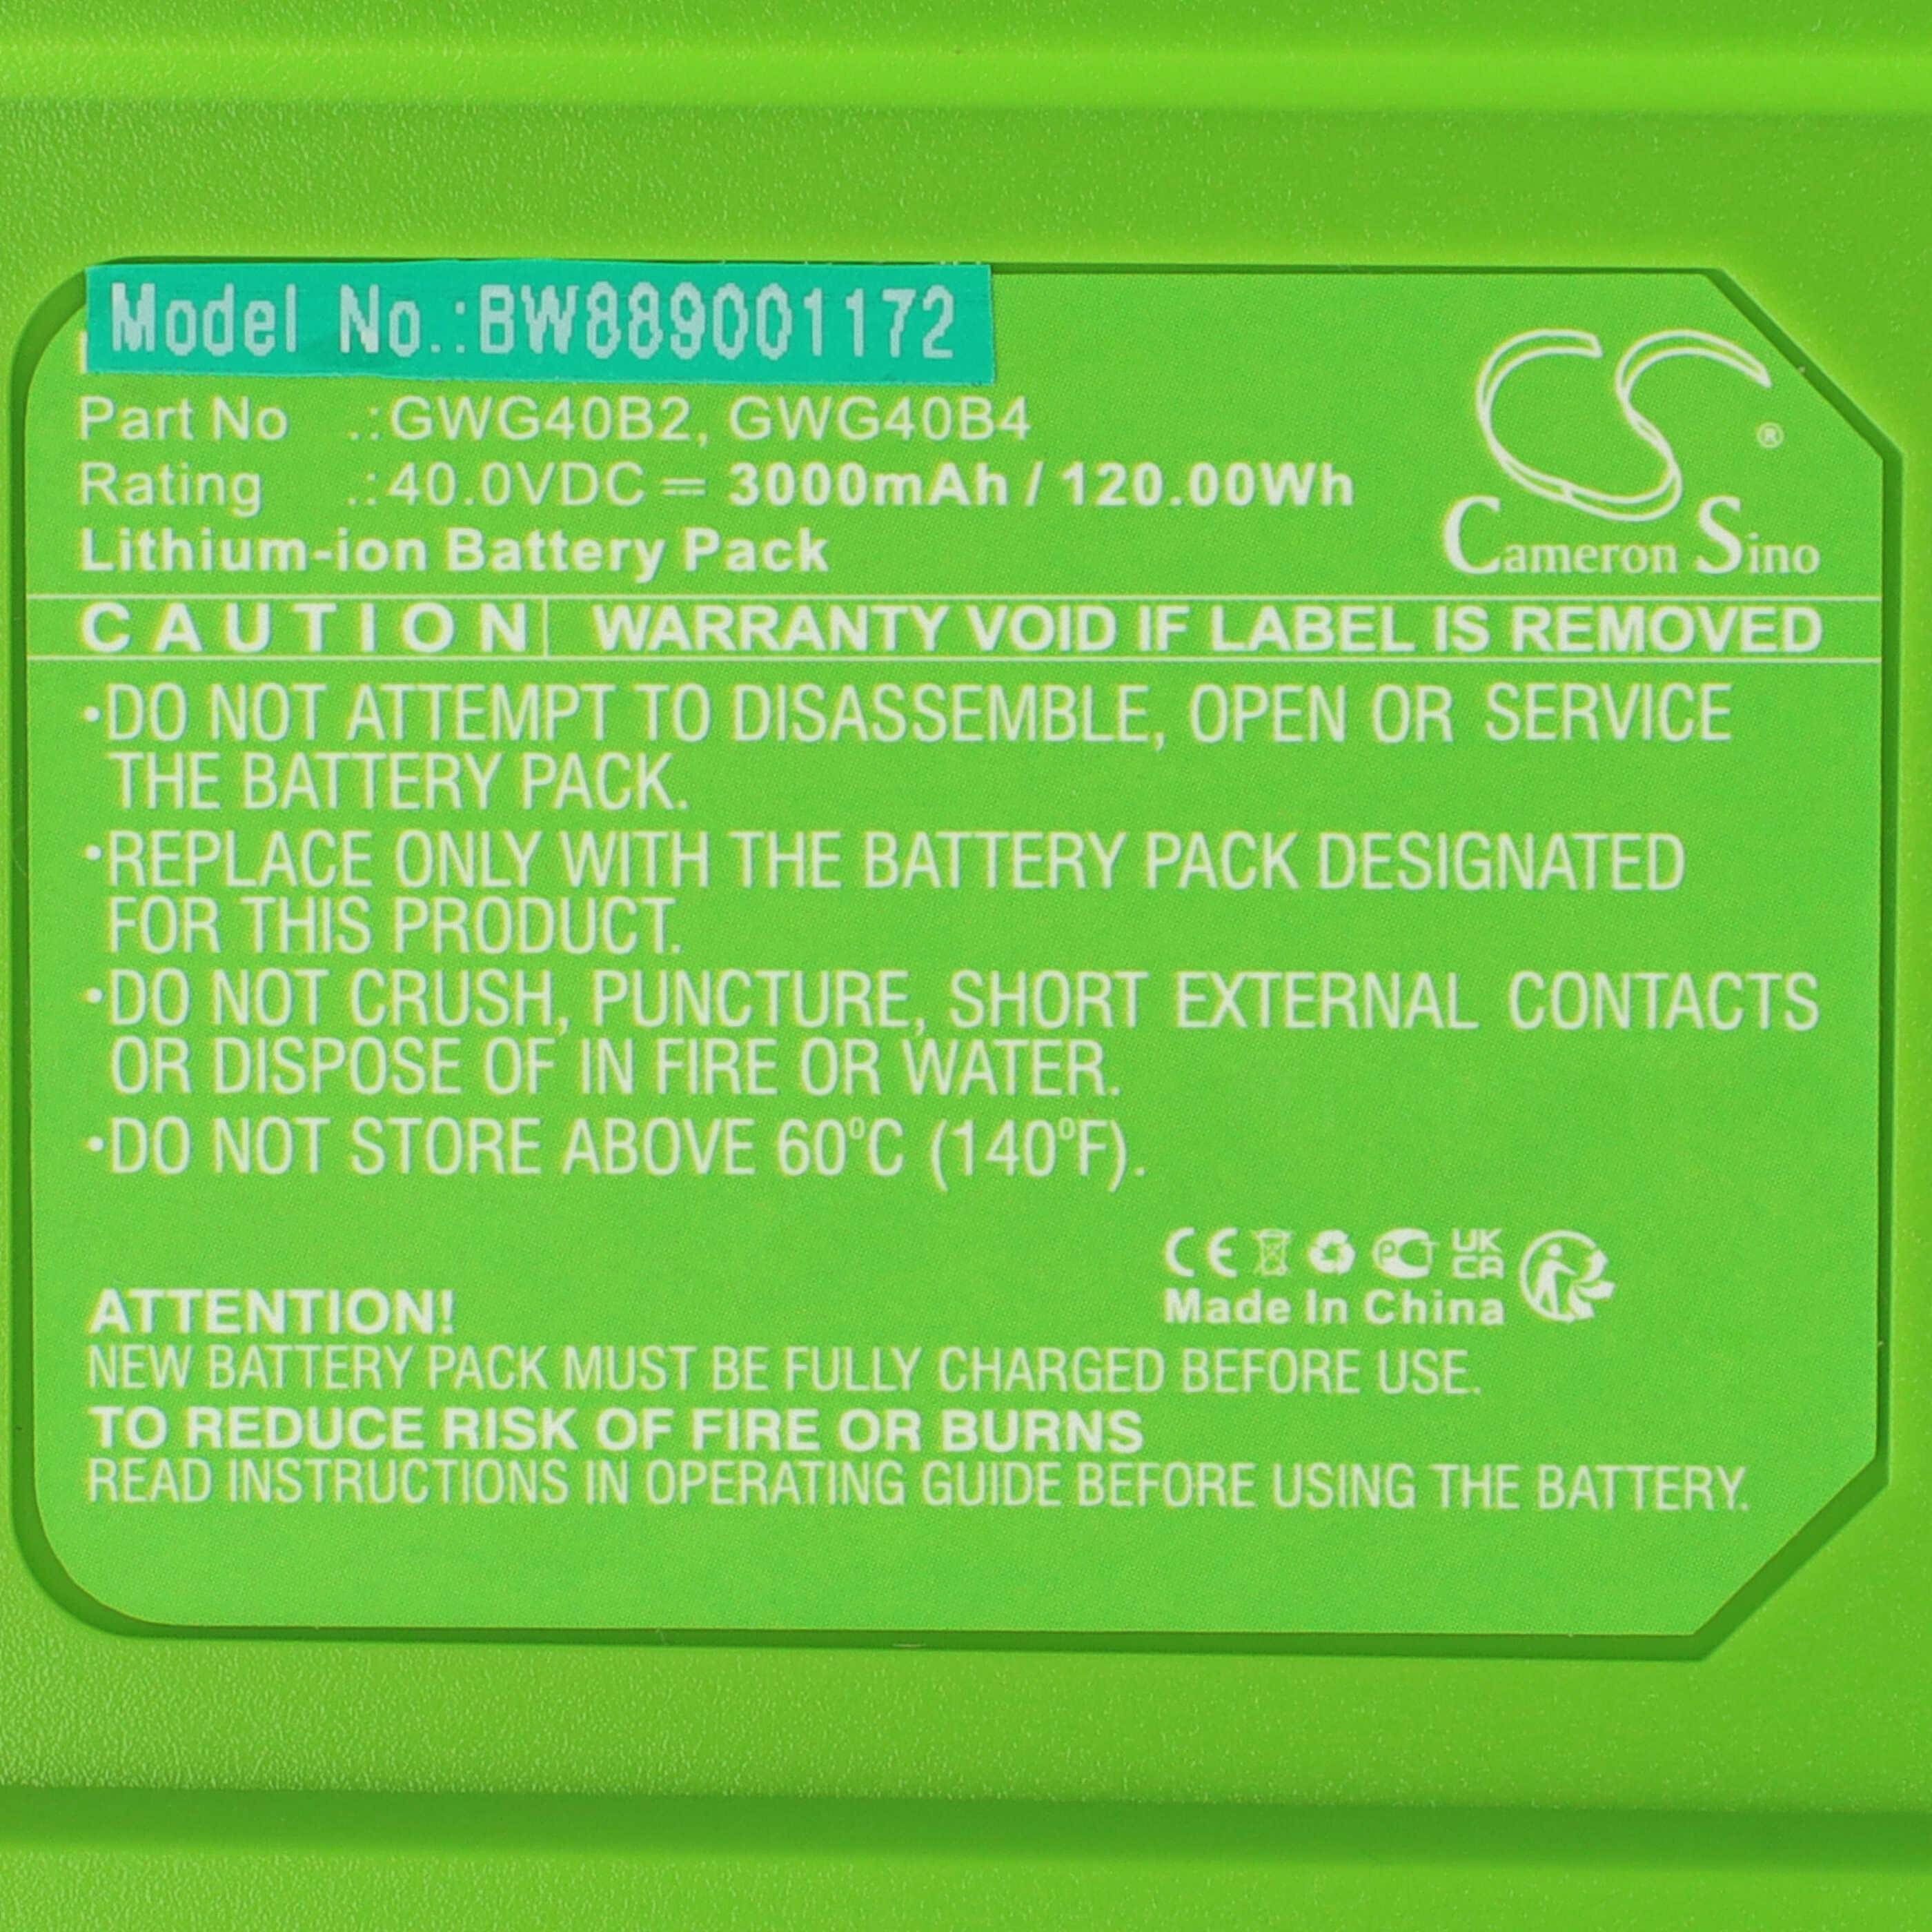 Model No.:BW889001172
Part No .:GWG40B2, GWG40B4
Rating .:40.0VDC ⎓ 3000mAh / 120.00Wh
Lithium-ion Battery Pack
CS®
Cameron Sino
CAUTION WARRANTY VOID IF LABEL IS REMOVED
•DO NOT ATTEMPT TO DISASSEMBLE, OPEN OR SERVICE
THE BATTERY PACK.
•REPLACE ONLY WITH THE BATTERY PACK DESIGNATED
FOR THIS PRODUCT.
•DO NOT CRUSH, PUNCTURE, SHORT EXTERNAL CONTACTS
OR DISPOSE OF IN FIRE OR WATER.
•DO NOT STORE ABOVE 60°C (140°F).
CE PCT UK CA
Made In China
ATTENTION!
NEW BATTERY PACK MUST BE FULLY CHARGED BEFORE USE.
TO REDUCE RISK OF FIRE OR BURNS
READ INSTRUCTIONS IN OPERATING GUIDE BEFORE USING THE BATTERY.